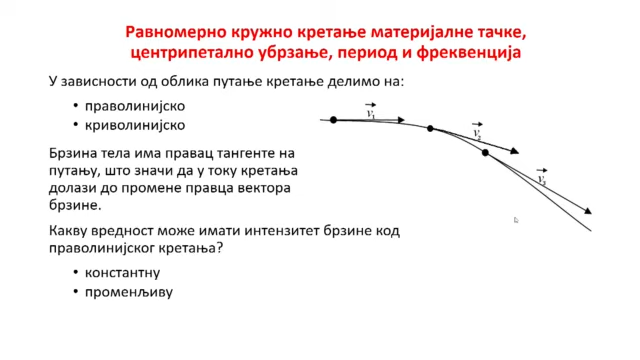 Равномерно кружно кретање материјалне тачке,
центрипетално убрзање, период и фреквенција
У зависности од облика путање кретање делимо на:
• праволинијско
• криволинијско
v₁
v₂
v₃
Брзина тела има правац тангенте на
путању, што значи да у току кретања
долази до промене правца вектора
брзине.
Какву вредност може имати интензитет брзине код
праволинијског кретања?
• константну
• променљиву